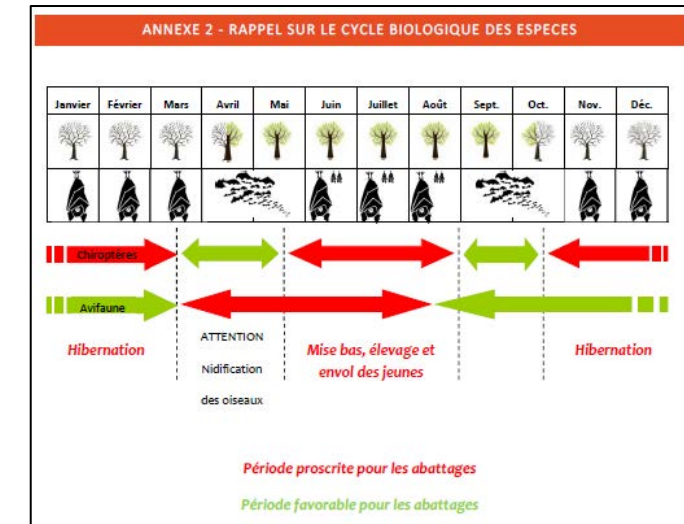 ANNEXE 2 - RAPPEL SUR LE CYCLE BIOLOGIQUE DES ESPECES
Janvier Février Mars Avril Mai Juin Juillet Août Sept. Oct. Nov. Déc.
Chiroptères
Avifaune
Hibernation
ATTENTION
Nidification
des oiseaux
Mise bas, élevage et
envol des jeunes
Hibernation
Période proscrite pour les abattages
Période favorable pour les abattages